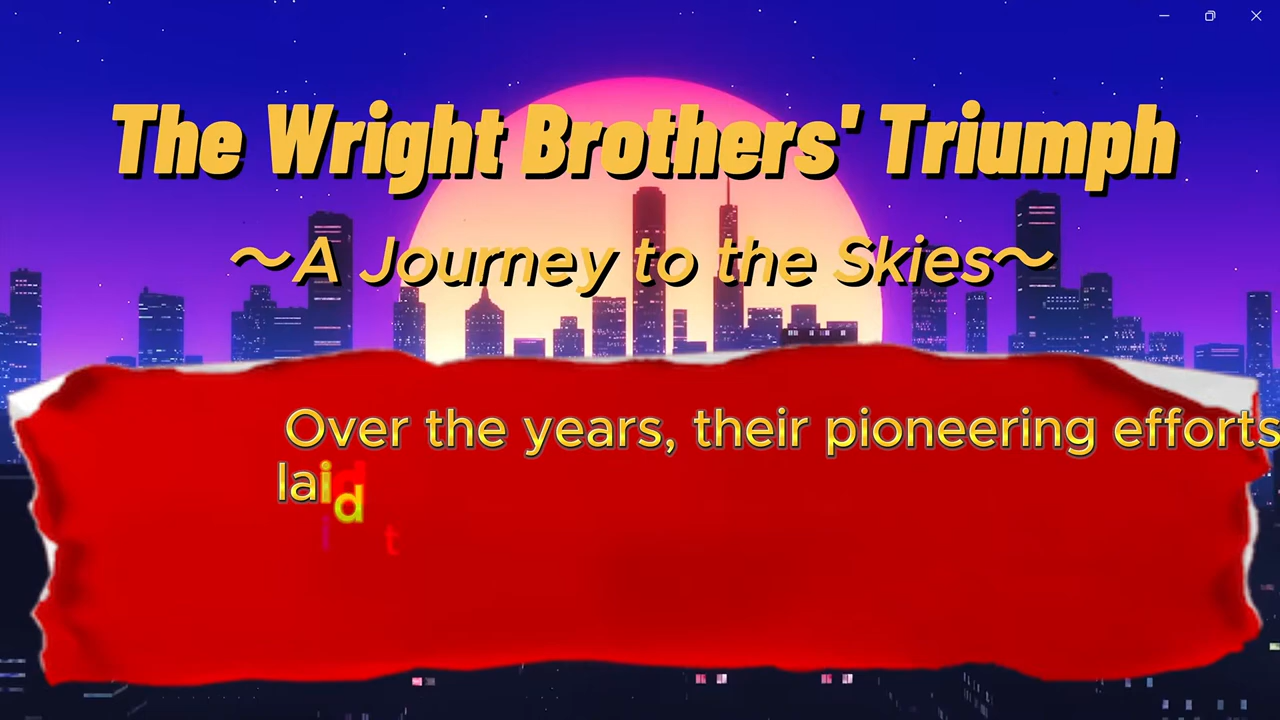 The Wright Brothers' Triumph
～A Journey to the Skies～
Over the years, their pioneering efforts
laid t